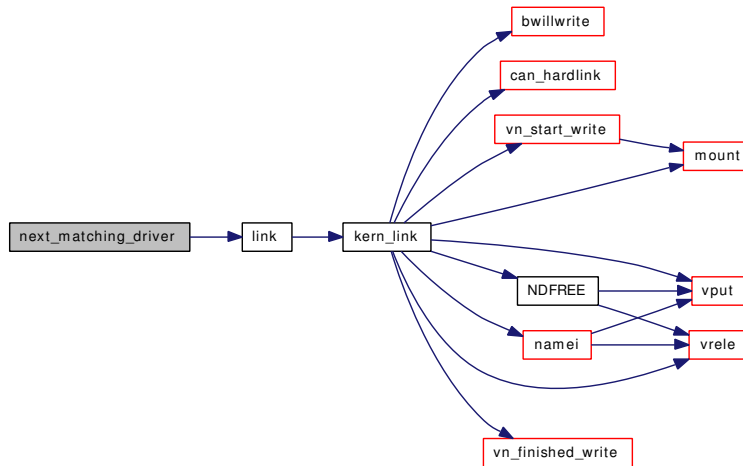 bwillwrite
can_hardlink
vn_start_write
mount
next_matching_driver
link
kern_link
NDFREE
vput
namei
vrele
vn_finished_write